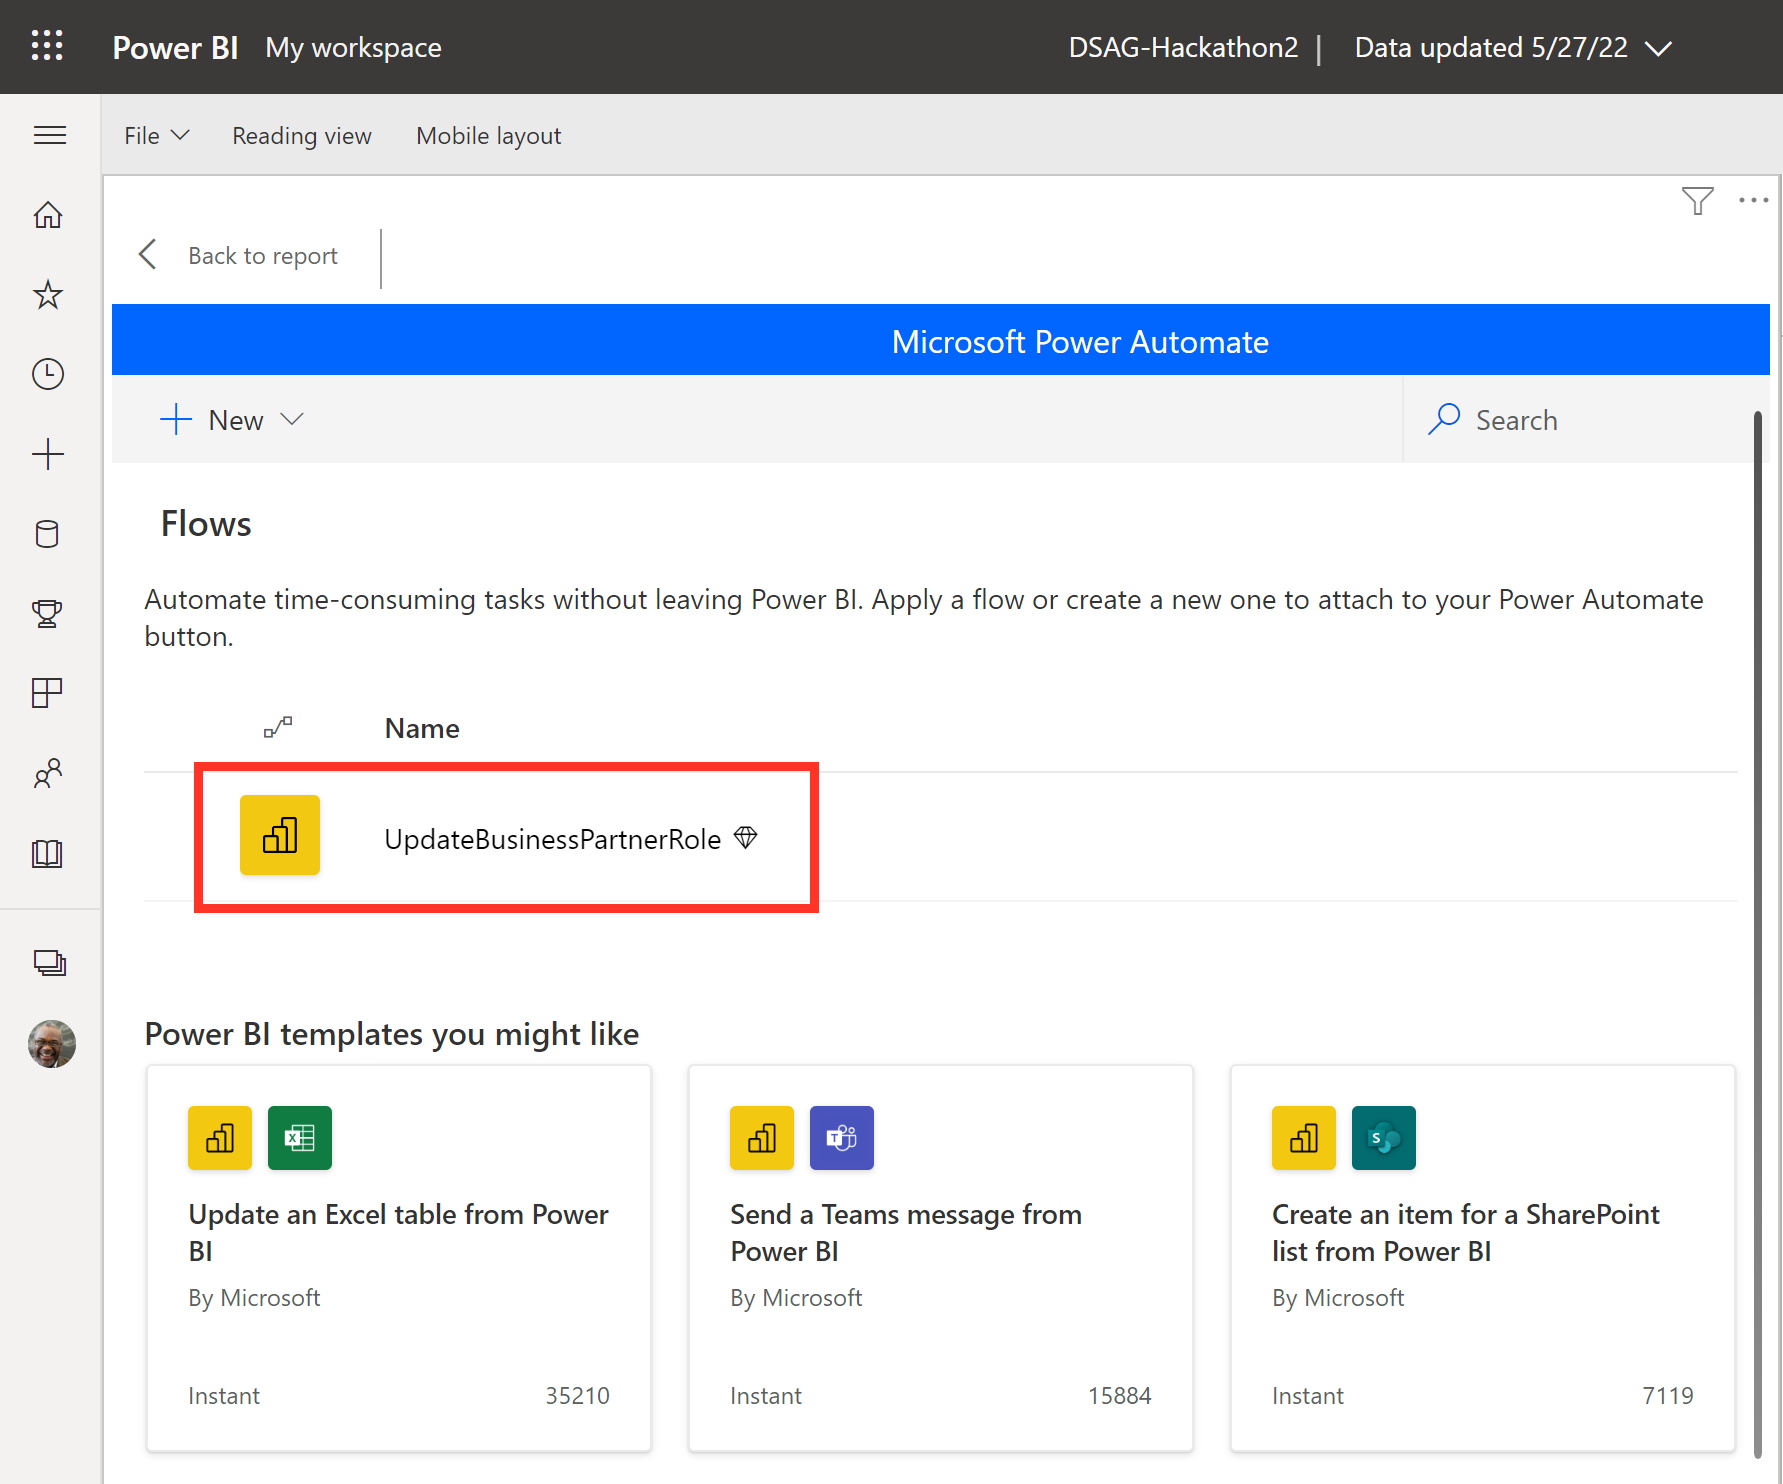 Power BI My workspace DSAG-Hackathon2 | Data updated 5/27/22
File Reading view Mobile layout
Back to report
Microsoft Power Automate
New Search
Flows
Automate time-consuming tasks without leaving Power BI. Apply a flow or create a new one to attach to your Power Automate
button.
Name
UpdateBusinessPartnerRole
Power BI templates you might like
X
Update an Excel table from Power
BI
By Microsoft
Instant 35210
T
Send a Teams message from
Power BI
By Microsoft
Instant 15884
S
Create an item for a SharePoint
list from Power BI
By Microsoft
Instant 7119